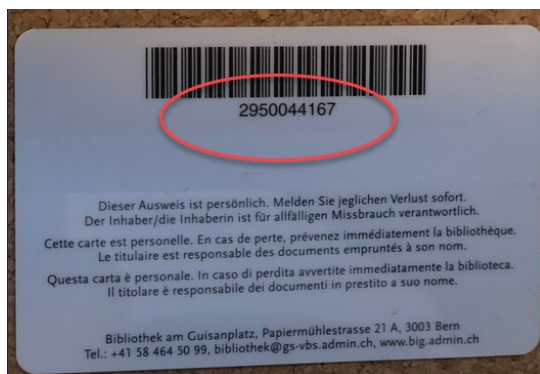 2950044167
Dieser Ausweis ist persönlich. Melden Sie jeglichen Verlust sofort.
Der Inhaber/die Inhaberin ist für allfälligen Missbrauch verantwortlich.
Cette carte est personelle. En cas de perte, prévenez immédiatement la bibliothèque.
Le titulaire est responsable des documents empruntés à son nom.
Questa carta è personale. In caso di perdita avvertite immediatamente la biblioteca.
Il titolare è responsabile dei documenti in prestito a suo nome.
Bibliothek am Guisanplatz, Papiermühlestrasse 21 A, 3003 Bern
Tel.: +41 58 464 50 99, bibliothek@gs-vbs.admin.ch, www.big.admin.ch